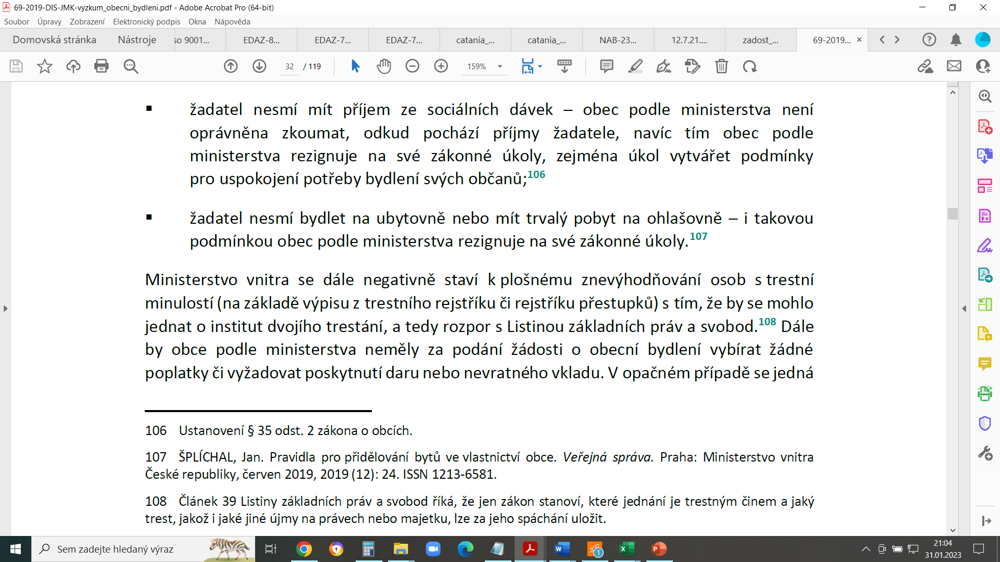 69-2019-DIS-JMK-vyzkum_obecni_bydleni.pdf - Adobe Acrobat Pro (64-bit)
Soubor Úpravy Zobrazení Elektronický podpis Okna Nápověda
Domovská stránka Nástroje so 9001... EDAZ-8... EDAZ-7... EDAZ-7... catania_... catania_... NAB-23... 12.7.21.... zadost_... 69-2019...
32 / 119 159%
▪ žadatel nesmí mít příjem ze sociálních dávek – obec podle ministerstva není
oprávněna zkoumat, odkud pochází příjmy žadatele, navíc tím obec podle
ministerstva rezignuje na své zákonné úkoly, zejména úkol vytvářet podmínky
pro uspokojení potřeby bydlení svých občanů;106
▪ žadatel nesmí bydlet na ubytovně nebo mít trvalý pobyt na ohlašovně – i takovou
podmínkou obec podle ministerstva rezignuje na své zákonné úkoly.107
Ministerstvo vnitra se dále negativně staví k plošnému znevýhodňování osob s trestní
minulostí (na základě výpisu z trestního rejstříku či rejstříku přestupků) s tím, že by se mohlo
jednat o institut dvojího trestání, a tedy rozpor s Listinou základních práv a svobod.108 Dále
by obce podle ministerstva neměly za podání žádosti o obecní bydlení vybírat žádné
poplatky či vyžadovat poskytnutí daru nebo nevratného vkladu. V opačném případě se jedná
106 Ustanovení § 35 odst. 2 zákona o obcích.
107 ŠPLÍCHAL, Jan. Pravidla pro přidělování bytů ve vlastnictví obce. Veřejná správa. Praha: Ministerstvo vnitra
České republiky, červen 2019, 2019 (12): 24. ISSN 1213-6581.
108 Článek 39 Listiny základních práv a svobod říká, že jen zákon stanoví, které jednání je trestným činem a jaký
trest, jakož i jaké jiné újmy na právech nebo majetku, lze za jeho spáchání uložit.
Sem zadejte hledaný výraz
1
21:04
31.01.2023